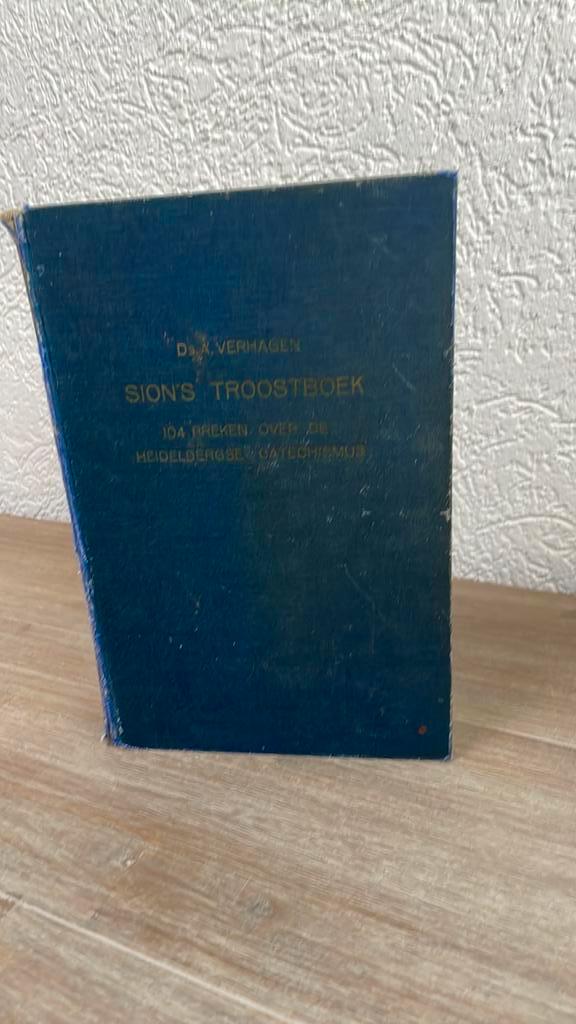 Ds. A. VERHAGEN
SION'S TROOSTBOEK
104 PREKEN OVER DE
HEIDELBERGSE CATECHISMUS